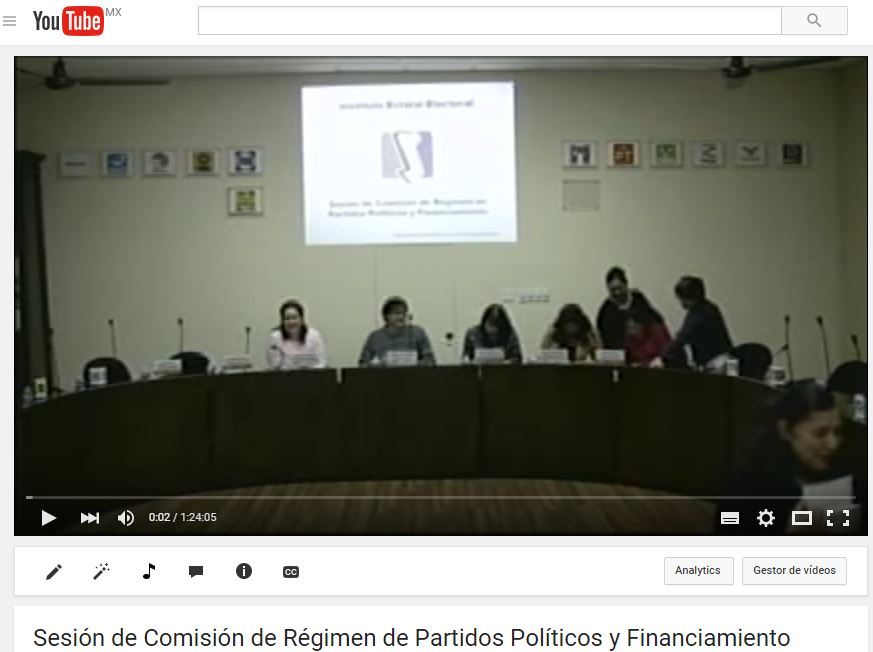 YouTube MX
Instituto Estatal Electoral
Sesión de Comisión de Régimen de
Partidos Políticos y Financiamiento
0:02 / 1:24:05
CC
Analytics
Gestor de vídeos
Sesión de Comisión de Régimen de Partidos Políticos y Financiamiento